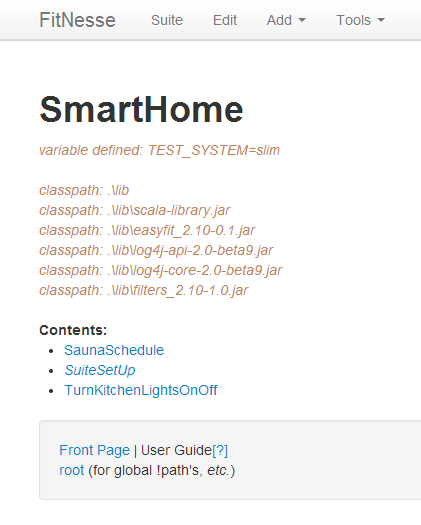 FitNesse Suite Edit Add Tools
SmartHome
variable defined: TEST_SYSTEM=slim
classpath: .\lib
classpath: .\lib\scala-library.jar
classpath: .\lib\easyfit_2.10-0.1.jar
classpath: .\lib\log4j-api-2.0-beta9.jar
classpath: .\lib\log4j-core-2.0-beta9.jar
classpath: .\lib\filters_2.10-1.0.jar
Contents:
• SaunaSchedule
• SuiteSetUp
• TurnKitchenLightsOnOff
Front Page | User Guide[?]
root (for global !path's, etc.)